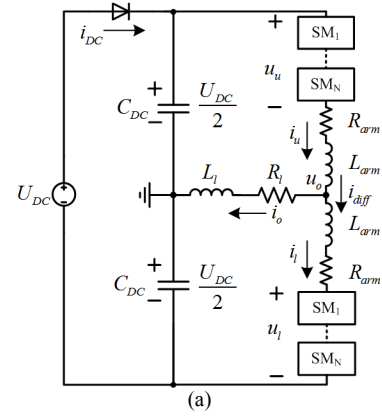 i_DC
SM_1
u_u
SM_N
C_DC
U_DC/2
R_arm
i_u
L_arm
L_l
R_l
u_o
i_diff
U_DC
i_o
L_arm
i_l
R_arm
C_DC
U_DC/2
SM_1
u_l
SM_N
(a)